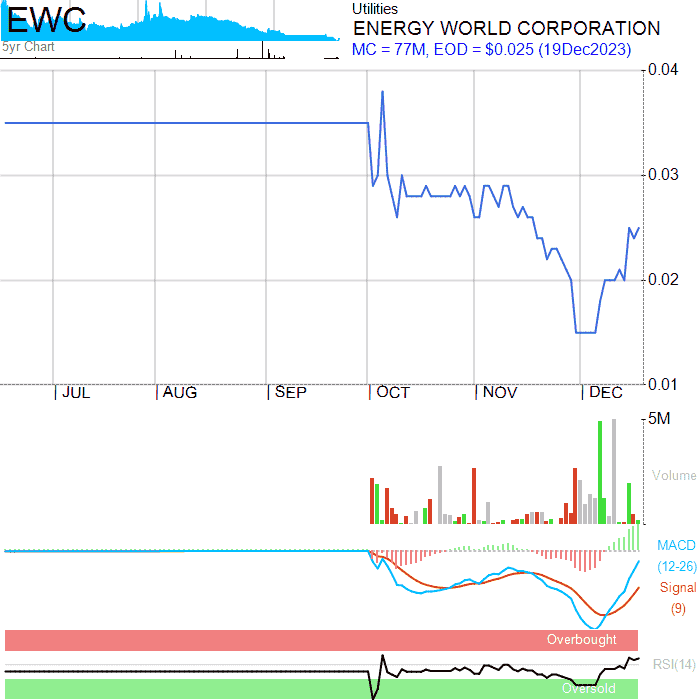 EWC
5yr Chart
Utilities
ENERGY WORLD CORPORATION
MC = 77M, EOD = $0.025 (19Dec2023)
0.04
0.03
0.02
0.01
JUL AUG SEP OCT NOV DEC
5M
Volume
MACD
(12-26)
Signal
(9)
Overbought
RSI(14)
Oversold